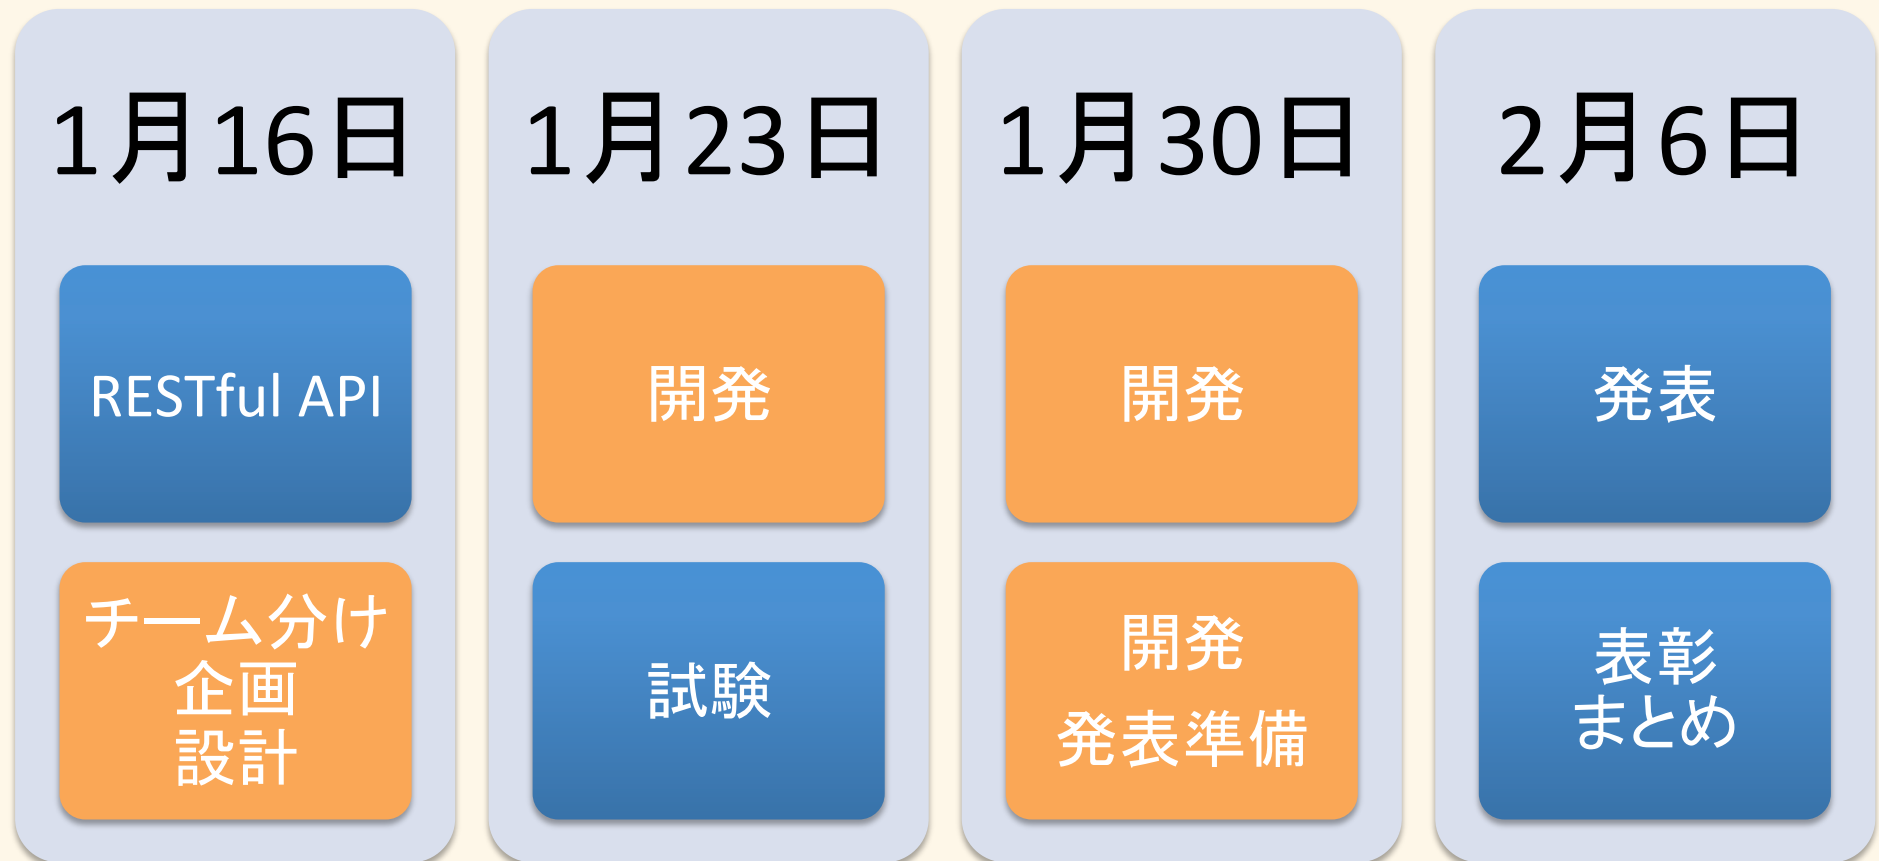 1月16日
RESTful API
チーム分け
企画
設計
1月23日
開発
試験
1月30日
開発
開発
発表準備
2月6日
発表
表彰
まとめ